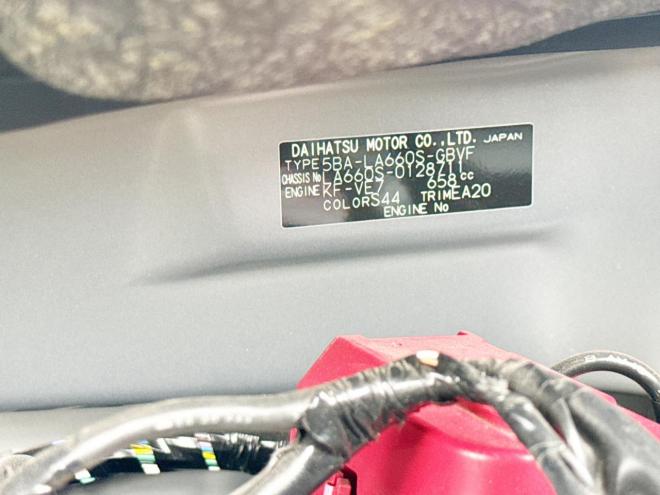 DAIHATSU MOTOR CO.,LTD. JAPAN
TYPE 5BA-LA660S-GBVF
CHASSIS No LA660S-0128711
ENGINE KF-VE7 658cc
COLOR S44 TRIM EA20
ENGINE No